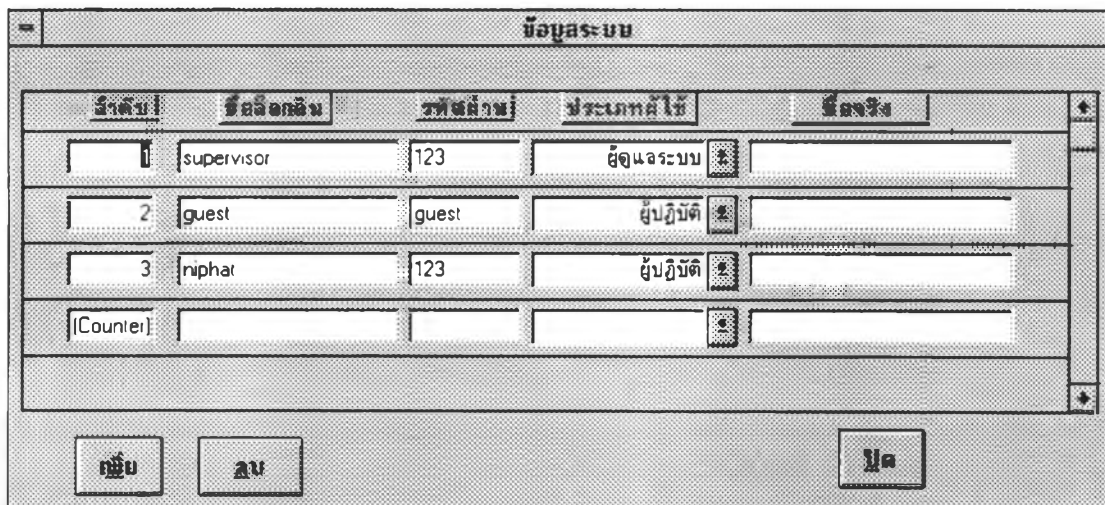 ข้อมูลระบบ
ลำดับ ชื่อล็อกอิน รหัสผ่าน ประเภทผู้ใช้ ชื่อจริง
1 supervisor 123 ผู้ดูแลระบบ
2 guest guest ผู้ปฏิบัติ
3 niphat 123 ผู้ปฏิบัติ
(Counter)
เพิ่ม ลบ ปิด